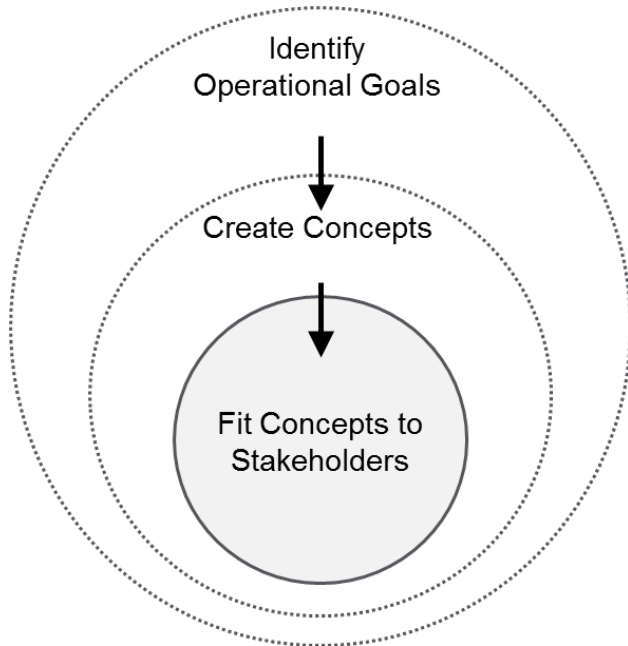 Identify
Operational Goals
Create Concepts
Fit Concepts to
Stakeholders